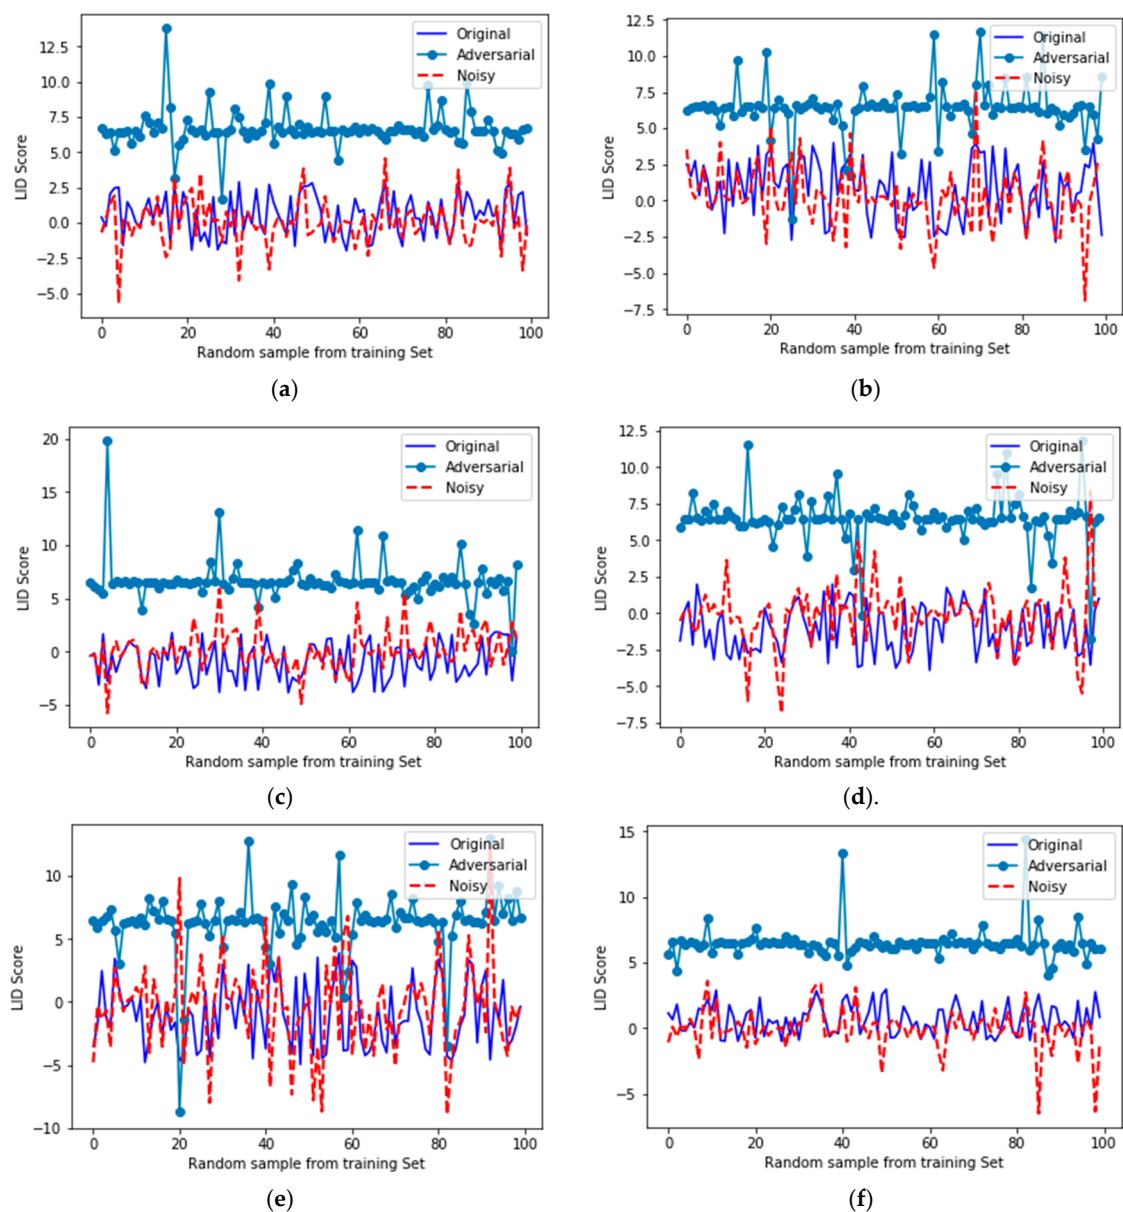 12.5
10.0
7.5
5.0
2.5
0.0
−2.5
−5.0
LID Score
0 20 40 60 80 100
Random sample from training Set
Original
Adversarial
Noisy
(a)
12.5
10.0
7.5
5.0
2.5
0.0
−2.5
−5.0
−7.5
LID Score
0 20 40 60 80 100
Random sample from training Set
Original
Adversarial
Noisy
(b)
20
15
10
5
0
−5
LID Score
0 20 40 60 80 100
Random sample from training Set
Original
Adversarial
Noisy
(c)
12.5
10.0
7.5
5.0
2.5
0.0
−2.5
−5.0
−7.5
LID Score
0 20 40 60 80 100
Random sample from training Set
Original
Adversarial
Noisy
(d).
10
5
0
−5
−10
LID Score
0 20 40 60 80 100
Random sample from training Set
Original
Adversarial
Noisy
(e)
15
10
5
0
−5
LID Score
0 20 40 60 80 100
Random sample from training Set
Original
Adversarial
Noisy
(f)